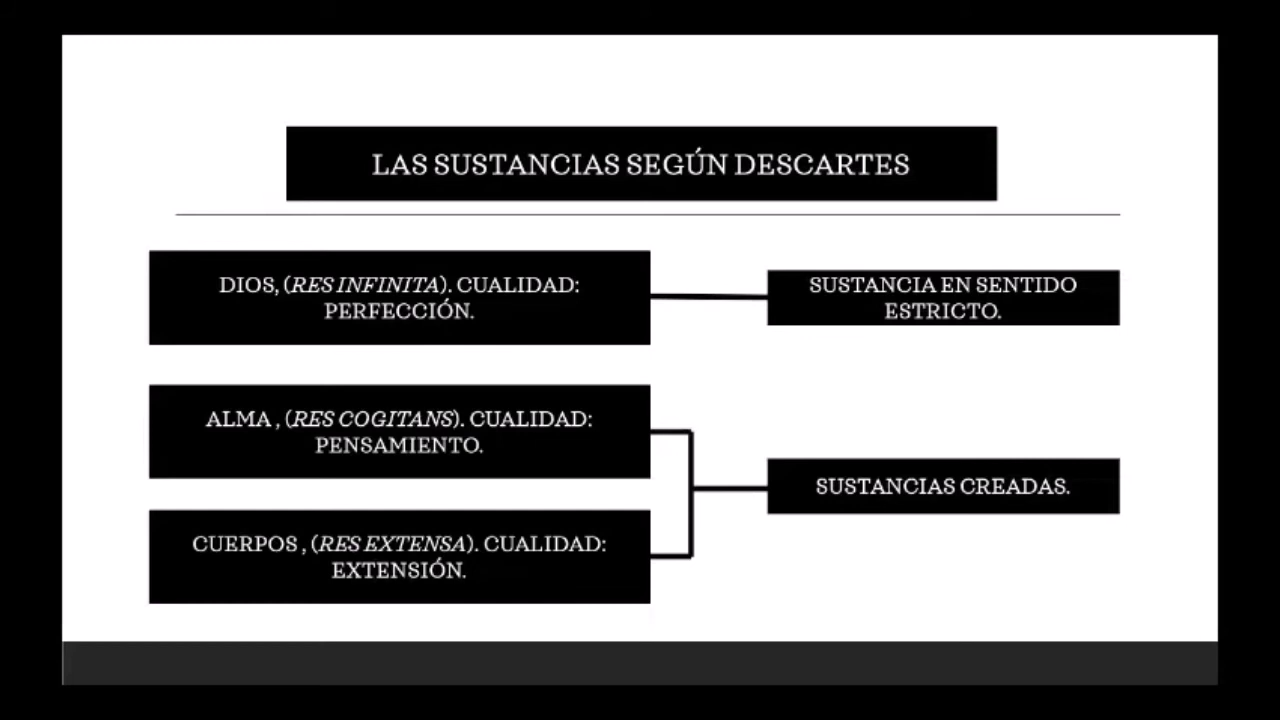 LAS SUSTANCIAS SEGÚN DESCARTES
DIOS, (RES INFINITA). CUALIDAD:
PERFECCIÓN.
SUSTANCIA EN SENTIDO
ESTRICTO.
ALMA , (RES COGITANS). CUALIDAD:
PENSAMIENTO.
CUERPOS , (RES EXTENSA). CUALIDAD:
EXTENSIÓN.
SUSTANCIAS CREADAS.